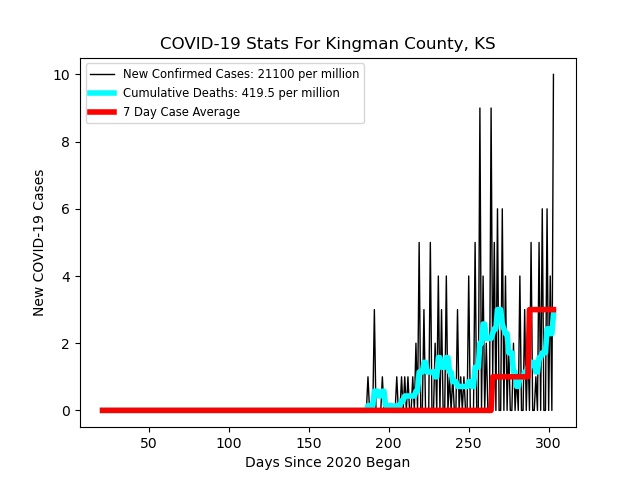 COVID-19 Stats For Kingman County, KS
New Confirmed Cases: 21100 per million
Cumulative Deaths: 419.5 per million
7 Day Case Average
New COVID-19 Cases
10
8
6
4
2
0
50 100 150 200 250 300
Days Since 2020 Began